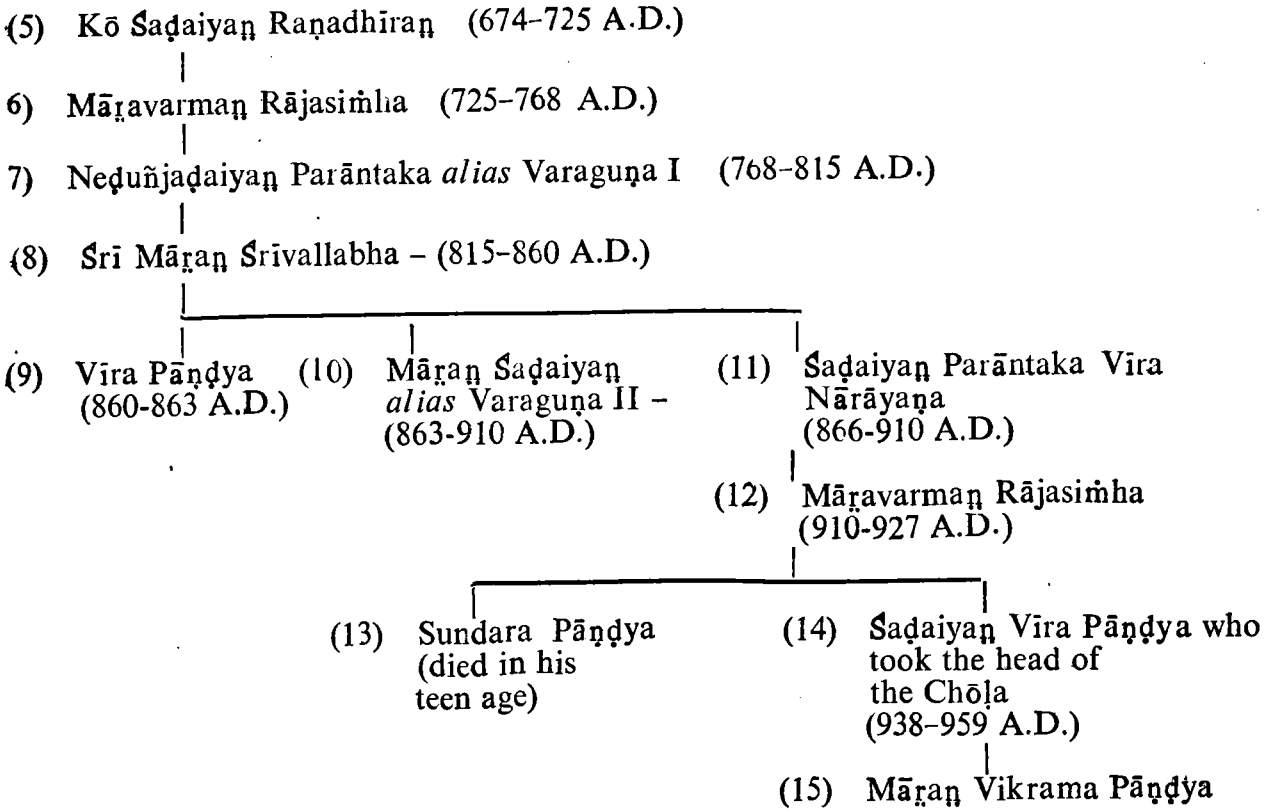 (5) Kō Śaḍaiyaṉ Raṇadhīraṉ (674–725 A.D.)
6) Māṟavarmaṉ Rājasiṁha (725–768 A.D.)
7) Neḍuñjaḍaiyaṉ Parāntaka alias Varaguṇa I (768–815 A.D.)
(8) Śrī Māṟaṉ Śrīvallabha – (815–860 A.D.)
(9) Vīra Pāṇḍya (10) Māṟaṉ Śaḍaiyaṉ (11) Śaḍaiyaṉ Parāntaka Vīra
(860-863 A.D.) alias Varaguṇa II – Nārāyaṇa
(863-910 A.D.) (866-910 A.D.)
(12) Māṟavarmaṉ Rājasiṁha
(910-927 A.D.)
(13) Sundara Pāṇḍya (14) Śaḍaiyaṉ Vīra Pāṇḍya who
(died in his took the head of
teen age) the Chōḷa
(938–959 A.D.)
(15) Māṟaṉ Vikrama Pāṇḍya